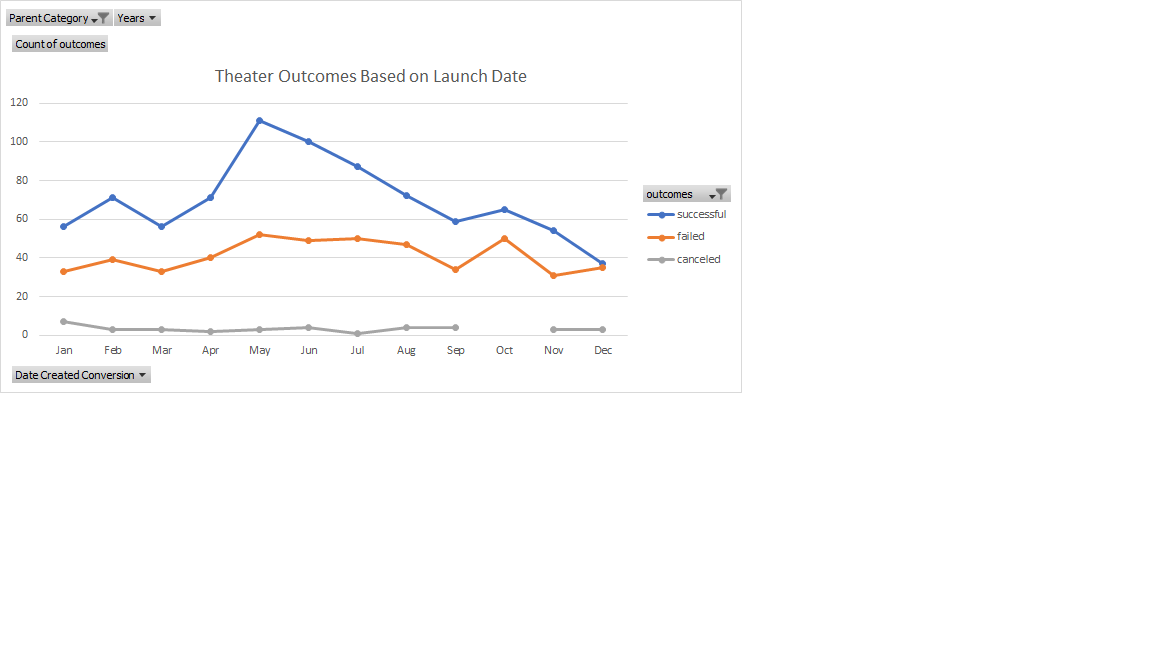 Parent Category Years
Count of outcomes
Theater Outcomes Based on Launch Date
120
100
80
60
40
20
0
Jan Feb Mar Apr May Jun Jul Aug Sep Oct Nov Dec
outcomes
successful
failed
canceled
Date Created Conversion